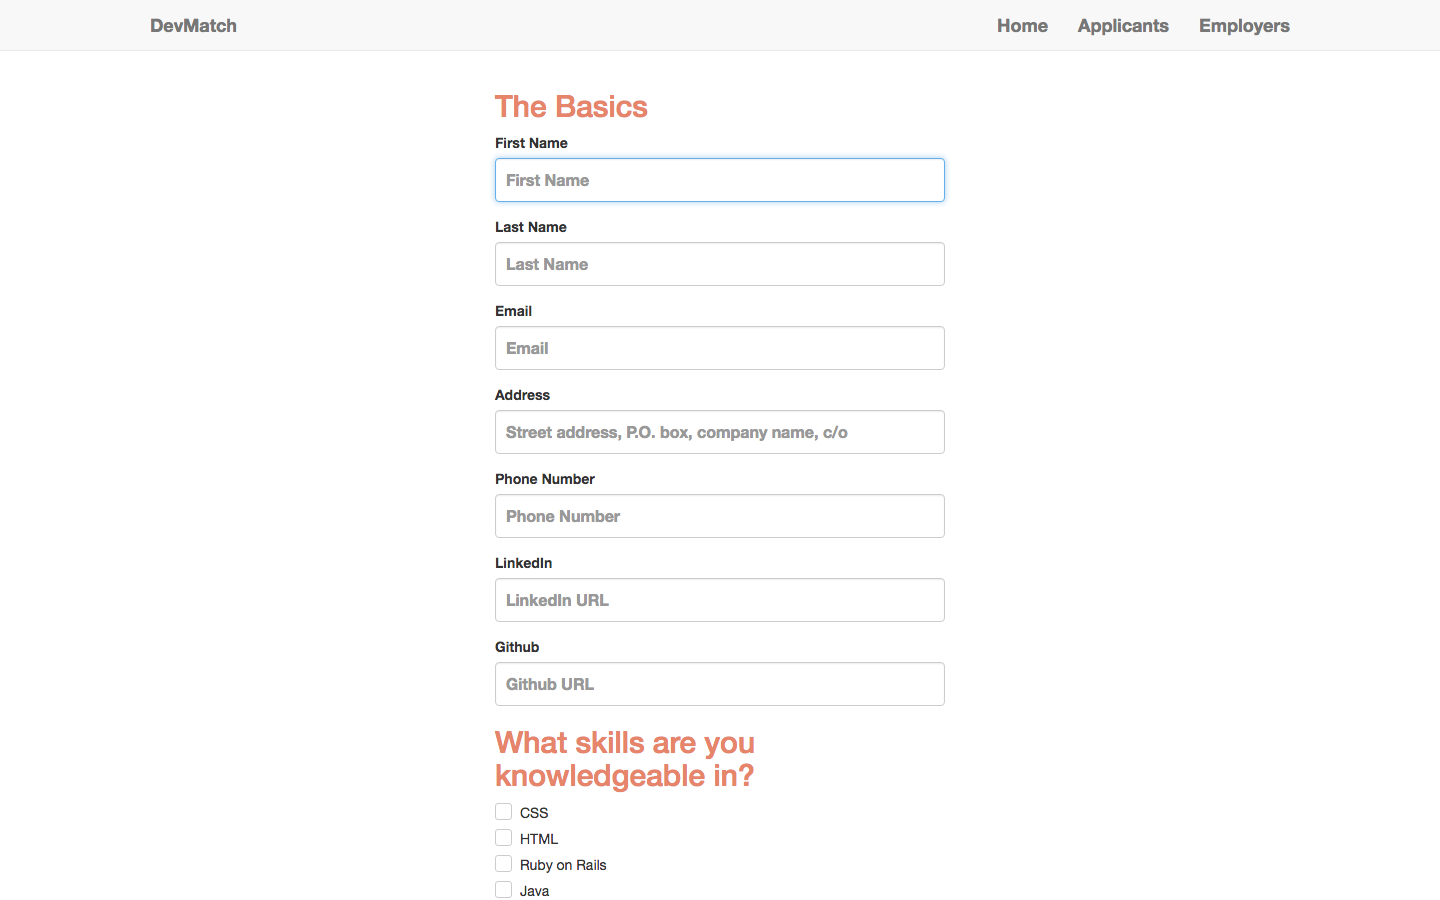 DevMatch Home Applicants Employers
The Basics
First Name
First Name
Last Name
Last Name
Email
Email
Address
Street address, P.O. box, company name, c/o
Phone Number
Phone Number
LinkedIn
LinkedIn URL
Github
Github URL
What skills are you
knowledgeable in?
CSS
HTML
Ruby on Rails
Java